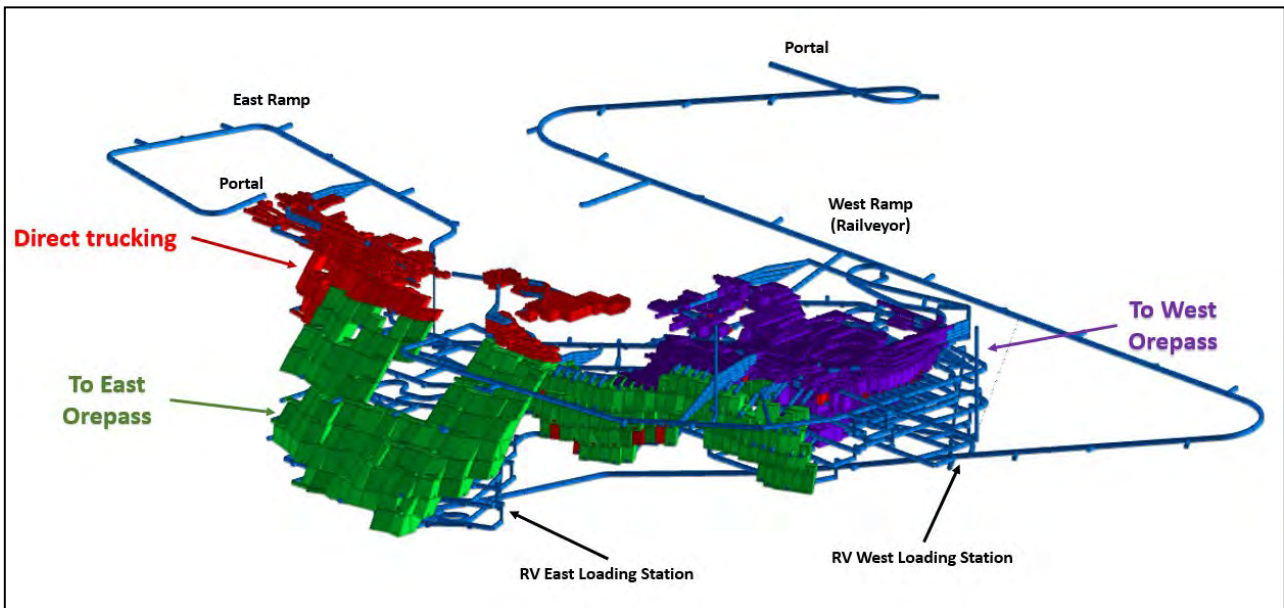 Portal
East Ramp
Portal
West Ramp
(Railveyor)
Direct trucking
To West
Orepass
To East
Orepass
RV West Loading Station
RV East Loading Station